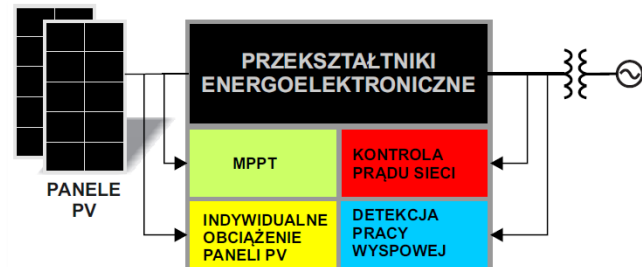 PRZEKSZTAŁTNIKI
ENERGOELEKTRONICZNE
MPPT
KONTROLA
PRĄDU SIECI
PANELE
PV
INDYWIDUALNE
OBCIĄŻENIE
PANELI PV
DETEKCJA
PRACY
WYSPOWEJ